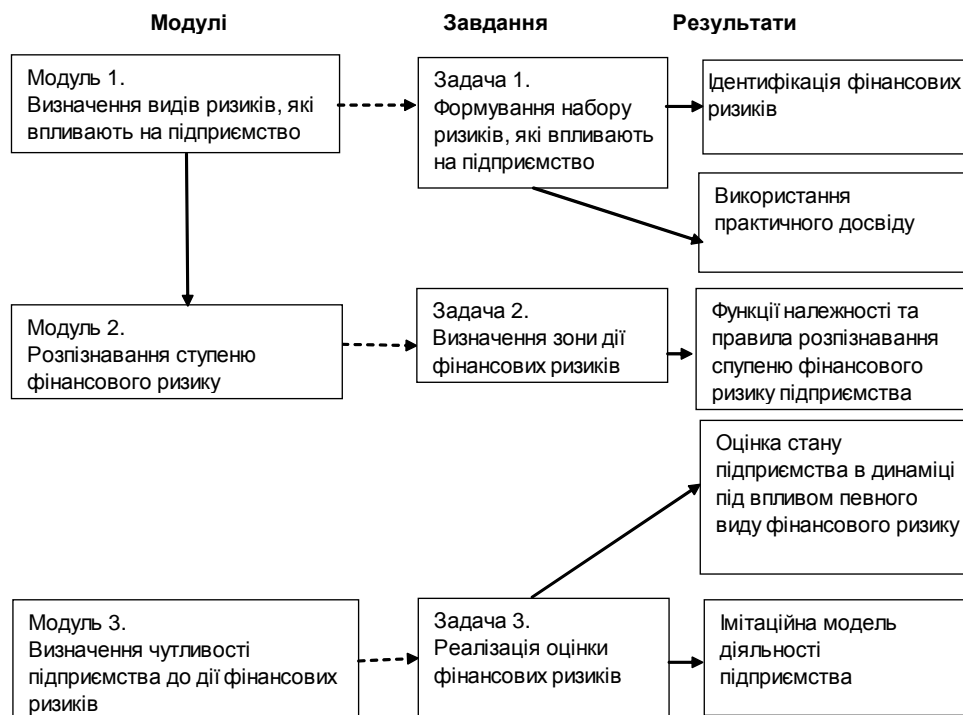 Модулі
Завдання
Результати
Модуль 1.
Визначення видів ризиків, які
впливають на підприємство
Задача 1.
Формування набору
ризиків, які впливають
на підприємство
Ідентифікація фінансових
ризиків
Використання
практичного досвіду
Модуль 2.
Розпізнавання ступеню
фінансового ризику
Задача 2.
Визначення зони дії
фінансових ризиків
Функції належності та
правила розпізнавання
спупеню фінансового
ризику підприємства
Оцінка стану
підприємства в динаміці
під впливом певного
виду фінансового ризику
Модуль 3.
Визначення чутливості
підприємства до дії фінансових
ризиків
Задача 3.
Реалізація оцінки
фінансових ризиків
Імітаційна модель
діяльності
підприємства